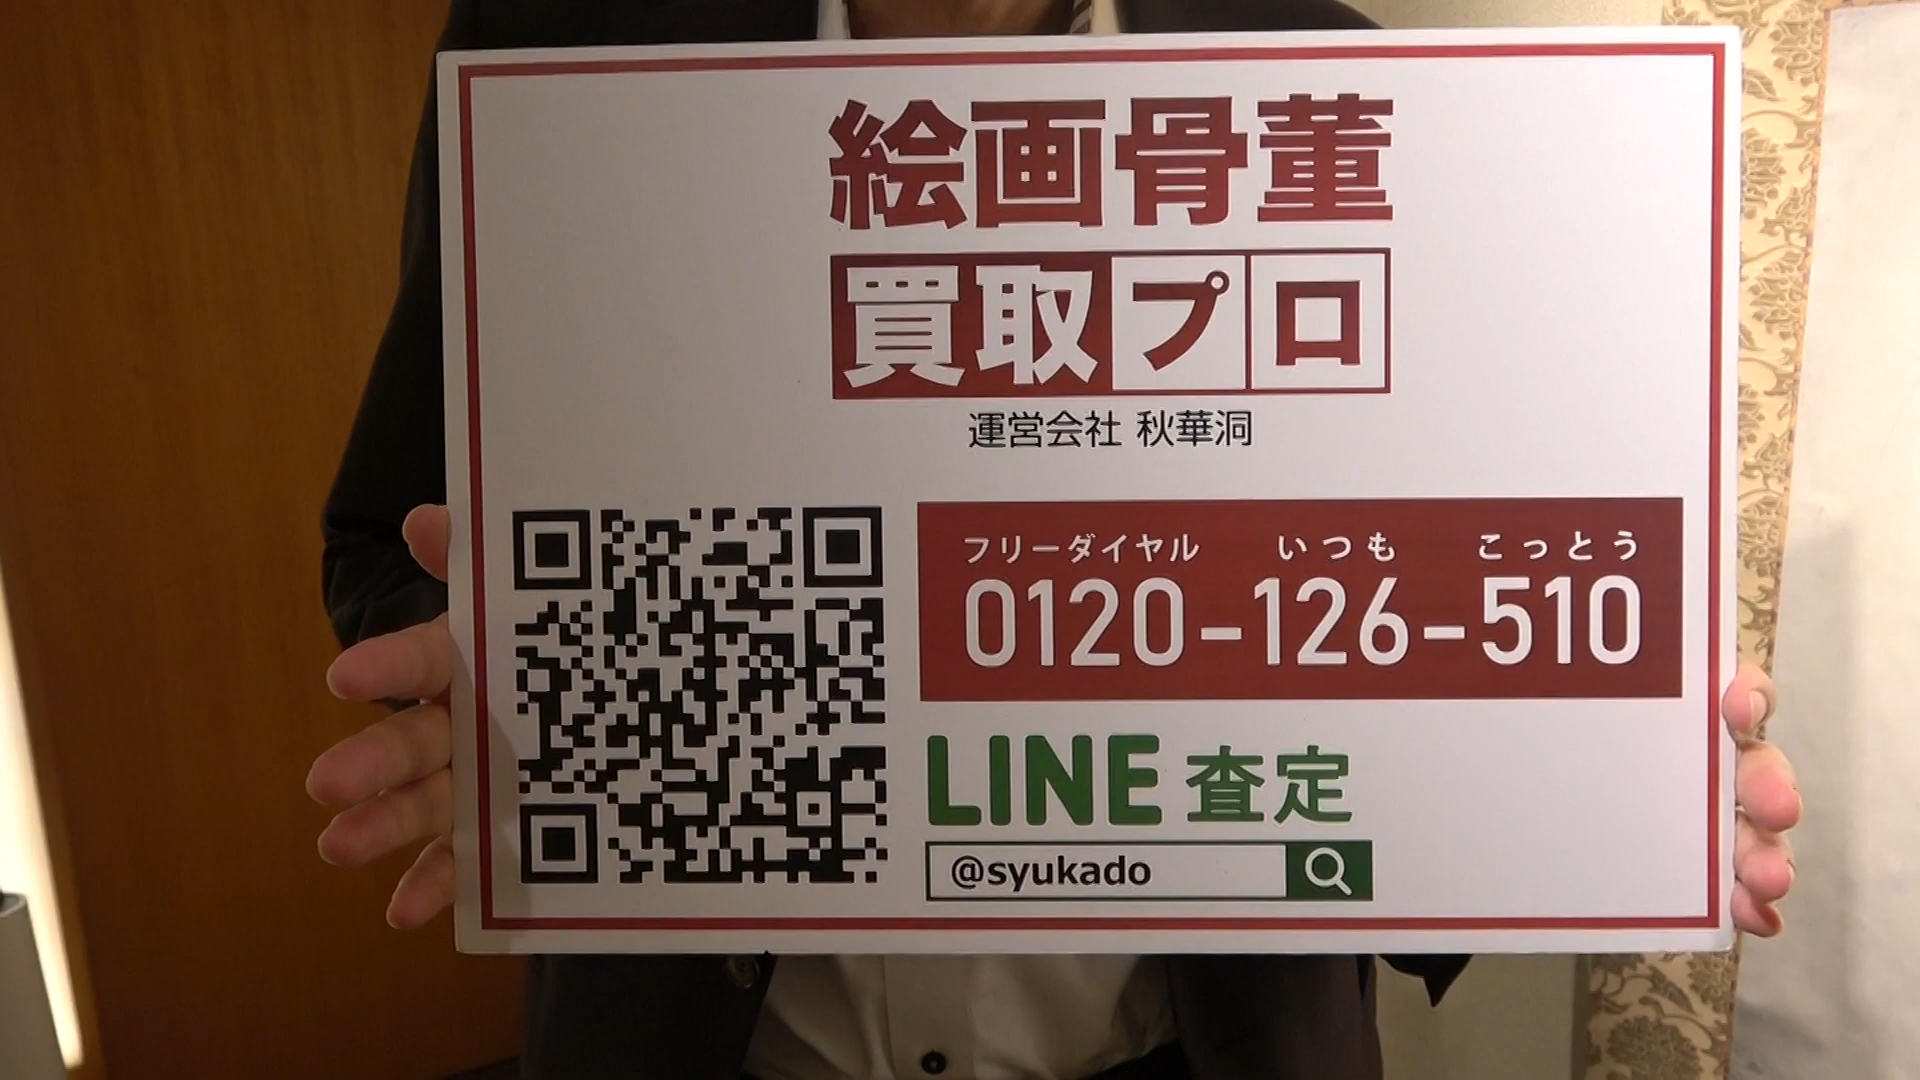 絵画骨董
買取プロ
運営会社 秋華洞
フリーダイヤル いつも こっとう
0120-126-510
LINE 査定
@syukado